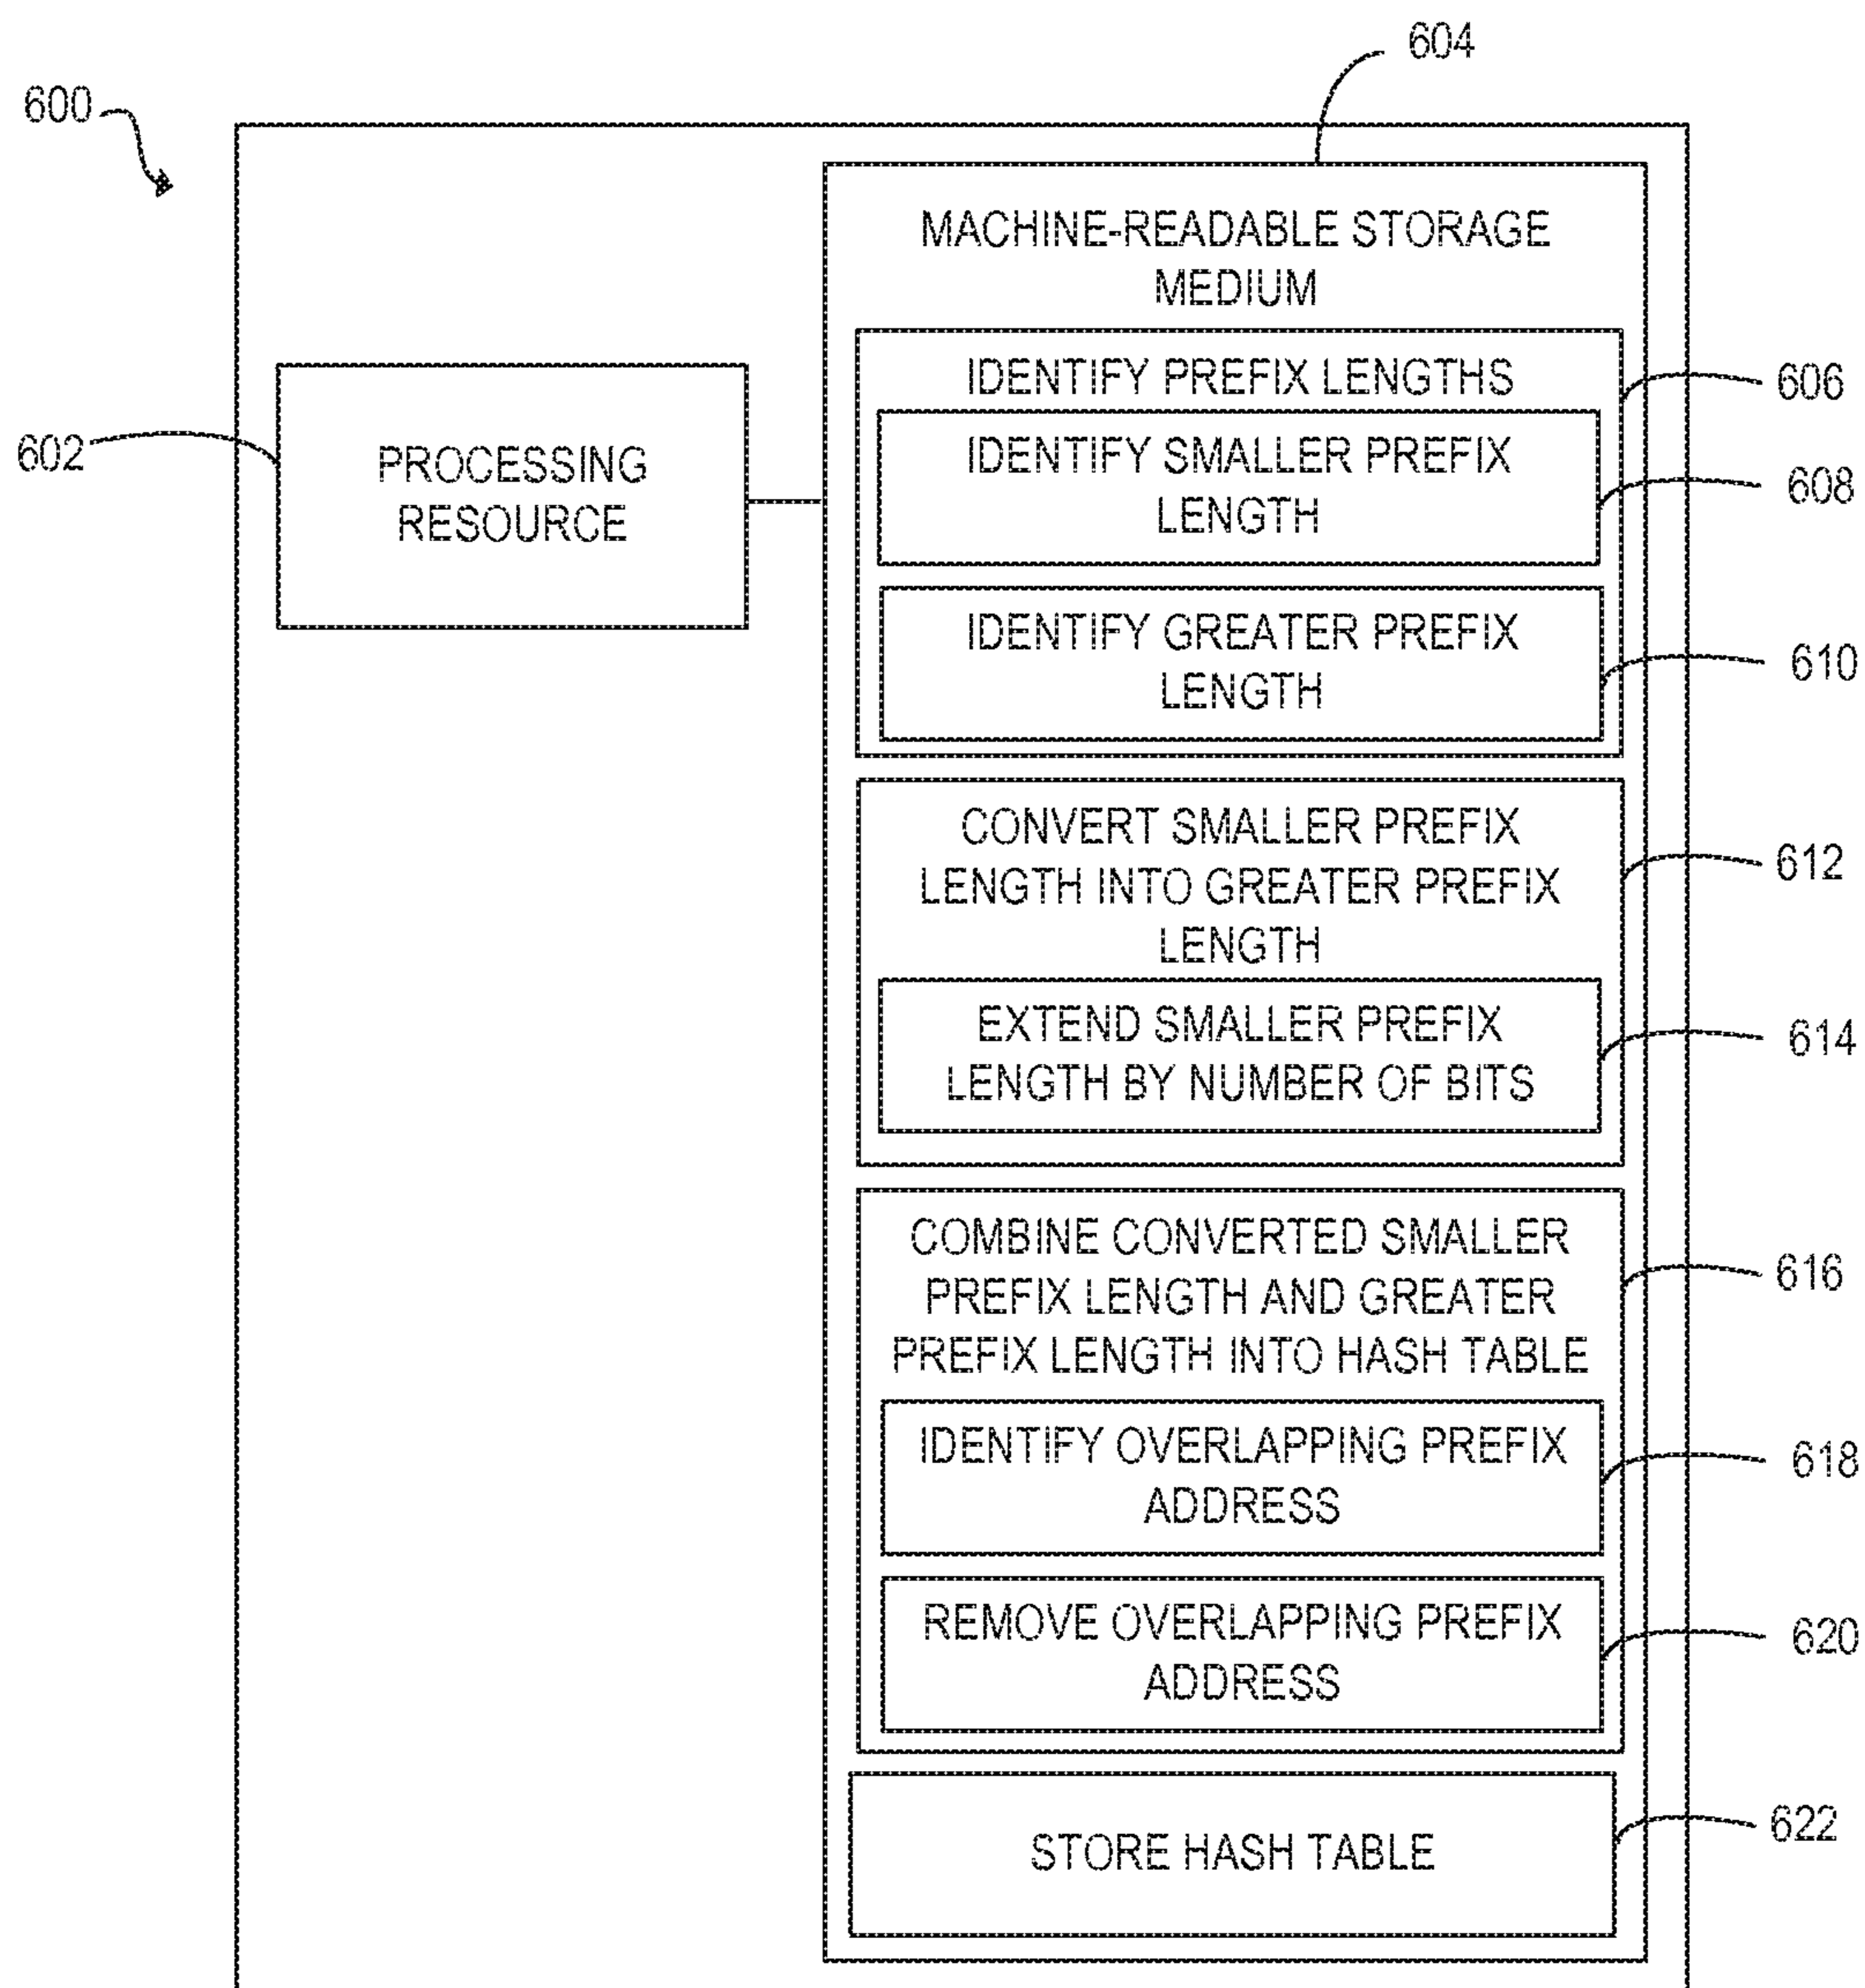 604
600
MACHINE-READABLE STORAGE
MEDIUM
IDENTIFY PREFIX LENGTHS
606
IDENTIFY SMALLER PREFIX
LENGTH
608
602
PROCESSING
RESOURCE
IDENTIFY GREATER PREFIX
LENGTH
610
CONVERT SMALLER PREFIX
LENGTH INTO GREATER PREFIX
LENGTH
612
EXTEND SMALLER PREFIX
LENGTH BY NUMBER OF BITS
614
COMBINE CONVERTED SMALLER
PREFIX LENGTH AND GREATER
PREFIX LENGTH INTO HASH TABLE
616
IDENTIFY OVERLAPPING PREFIX
ADDRESS
618
REMOVE OVERLAPPING PREFIX
ADDRESS
620
STORE HASH TABLE
622